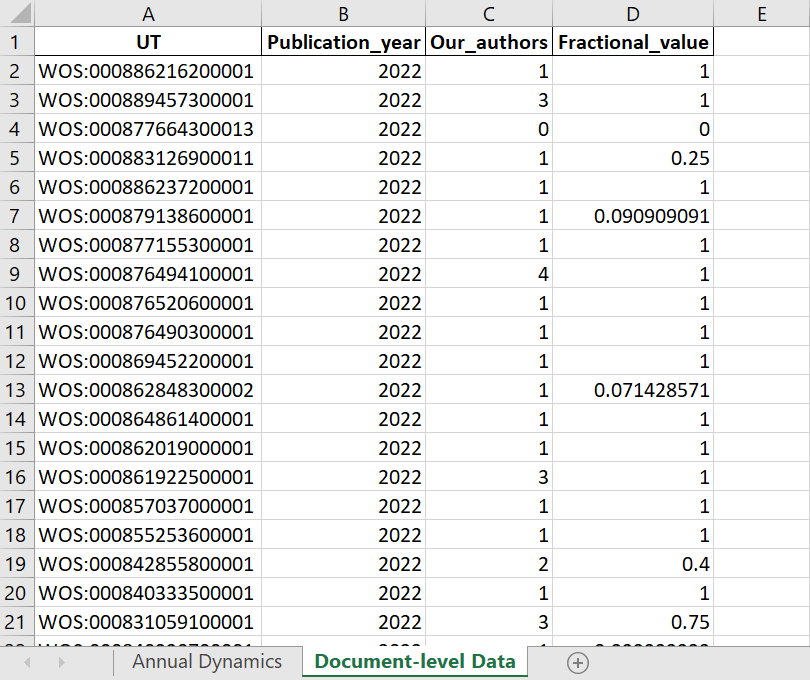 A B C D E
1 UT Publication_year Our_authors Fractional_value
2 WOS:000886216200001 2022 1 1
3 WOS:000889457300001 2022 3 1
4 WOS:000877664300013 2022 0 0
5 WOS:000883126900011 2022 1 0.25
6 WOS:000886237200001 2022 1 1
7 WOS:000879138600001 2022 1 0.090909091
8 WOS:000877155300001 2022 1 1
9 WOS:000876494100001 2022 4 1
10 WOS:000876520600001 2022 1 1
11 WOS:000876490300001 2022 1 1
12 WOS:000869452200001 2022 1 1
13 WOS:000862848300002 2022 1 0.071428571
14 WOS:000864861400001 2022 1 1
15 WOS:000862019000001 2022 1 1
16 WOS:000861922500001 2022 3 1
17 WOS:000857037000001 2022 1 1
18 WOS:000855253600001 2022 1 1
19 WOS:000842855800001 2022 2 0.4
20 WOS:000840333500001 2022 1 1
21 WOS:000831059100001 2022 3 0.75
Annual Dynamics Document-level Data